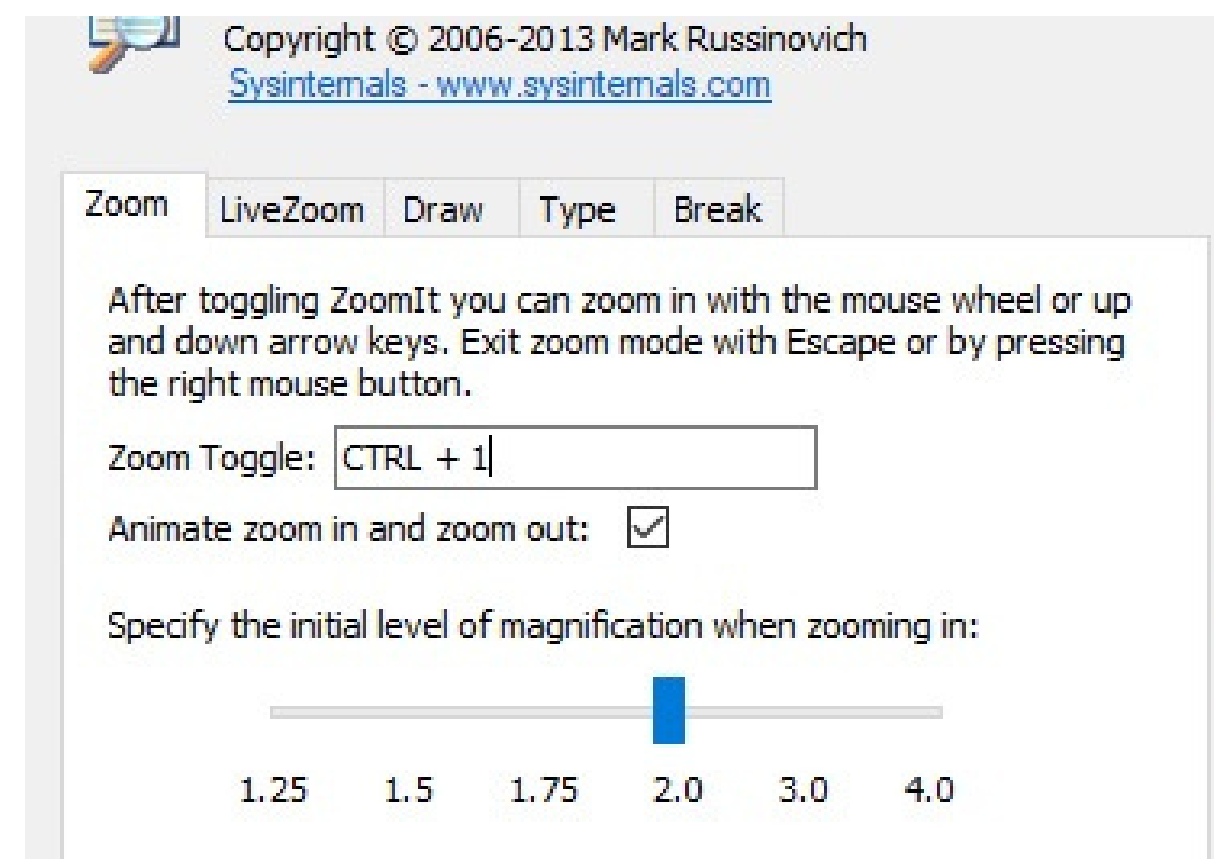 Copyright © 2006-2013 Mark Russinovich
Sysinternals - www.sysinternals.com
Zoom LiveZoom Draw Type Break
After toggling ZoomIt you can zoom in with the mouse wheel or up
and down arrow keys. Exit zoom mode with Escape or by pressing
the right mouse button.
Zoom Toggle: CTRL + 1
Animate zoom in and zoom out:
Specify the initial level of magnification when zooming in:
1.25 1.5 1.75 2.0 3.0 4.0